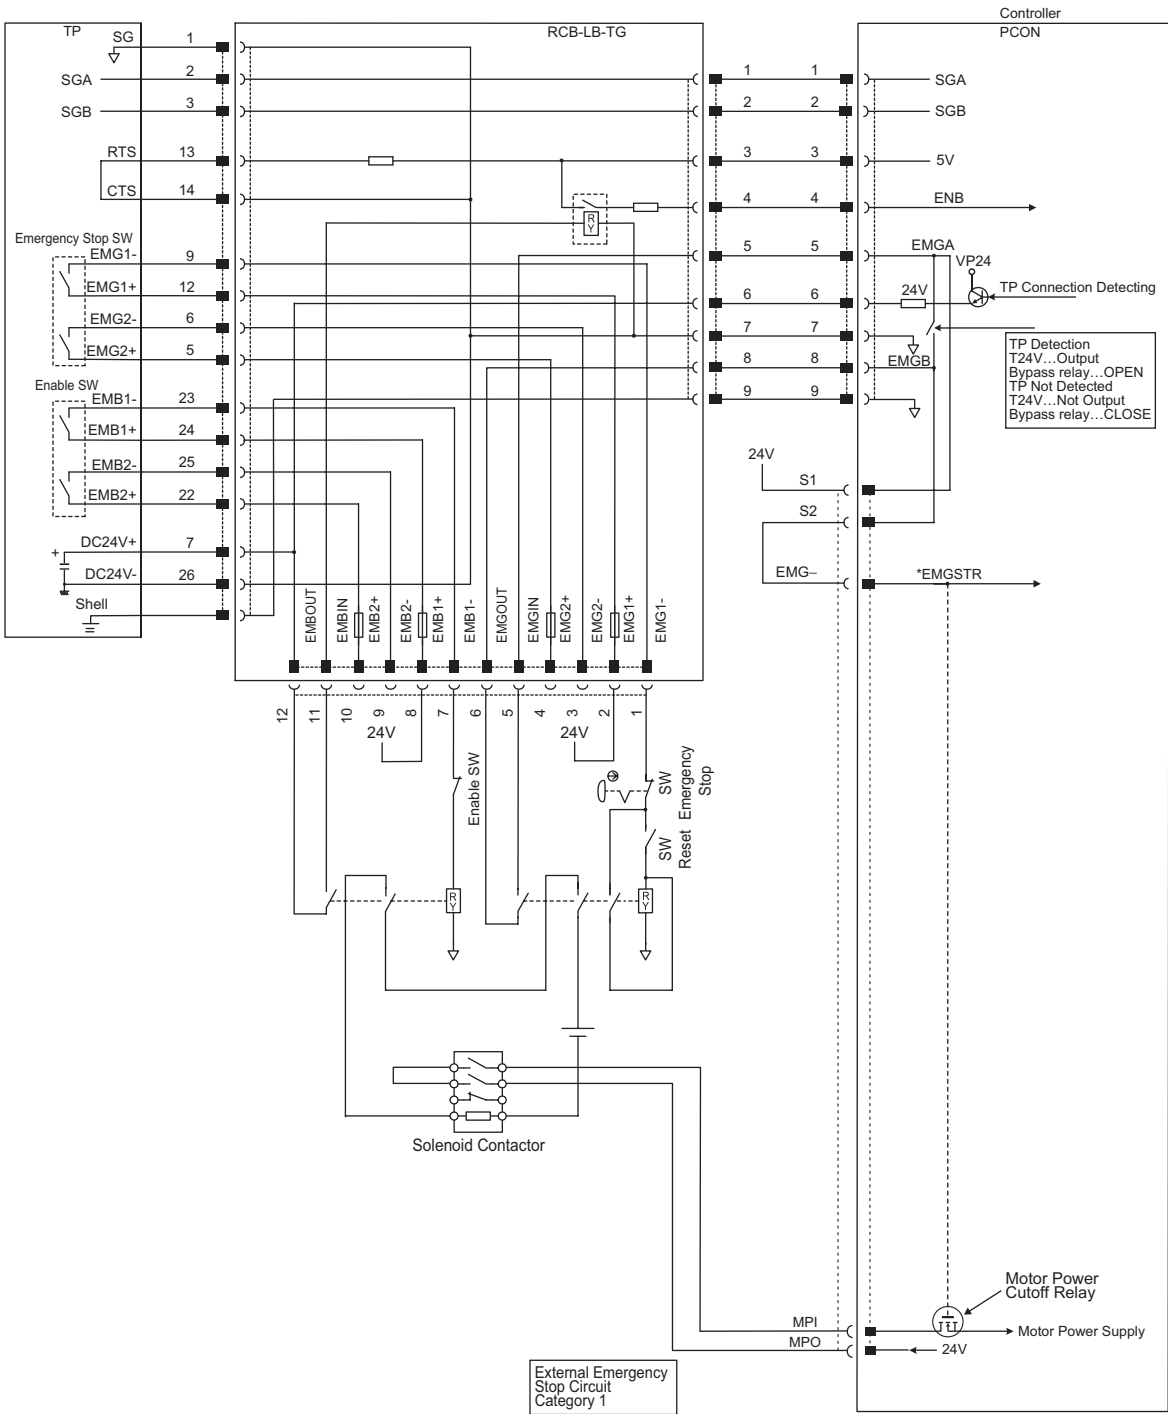 Controller
TP
RCB-LB-TG
PCON
SG
1
SGA
2
1
1
SGA
SGB
3
2
2
SGB
RTS
13
3
3
5V
CTS
14
RY
4
4
ENB
Emergency Stop SW
EMG1-
9
5
5
EMGA
VP24
EMG1+
12
6
6
24V
TP Connection Detecting
EMG2-
6
7
7
EMG2+
5
8
8
EMGB
TP Detection
T24V...Output
Bypass relay...OPEN
TP Not Detected
T24V...Not Output
Bypass relay...CLOSE
Enable SW
EMB1-
23
9
9
EMB1+
24
EMB2-
25
24V
S1
EMB2+
22
S2
DC24V+
7
+
DC24V-
26
EMG–
*EMGSTR
Shell
EMBOUT
EMBIN
EMB2+
EMB2-
EMB1+
EMB1-
EMGOUT
EMGIN
EMG2+
EMG2-
EMG1+
EMG1-
12
11
10
9
8
7
6
5
4
3
2
1
24V
24V
Enable SW
Emergency Stop SW
Reset SW
RY
RY
Solenoid Contactor
Motor Power
Cutoff Relay
MPI
Motor Power Supply
MPO
24V
External Emergency
Stop Circuit
Category 1